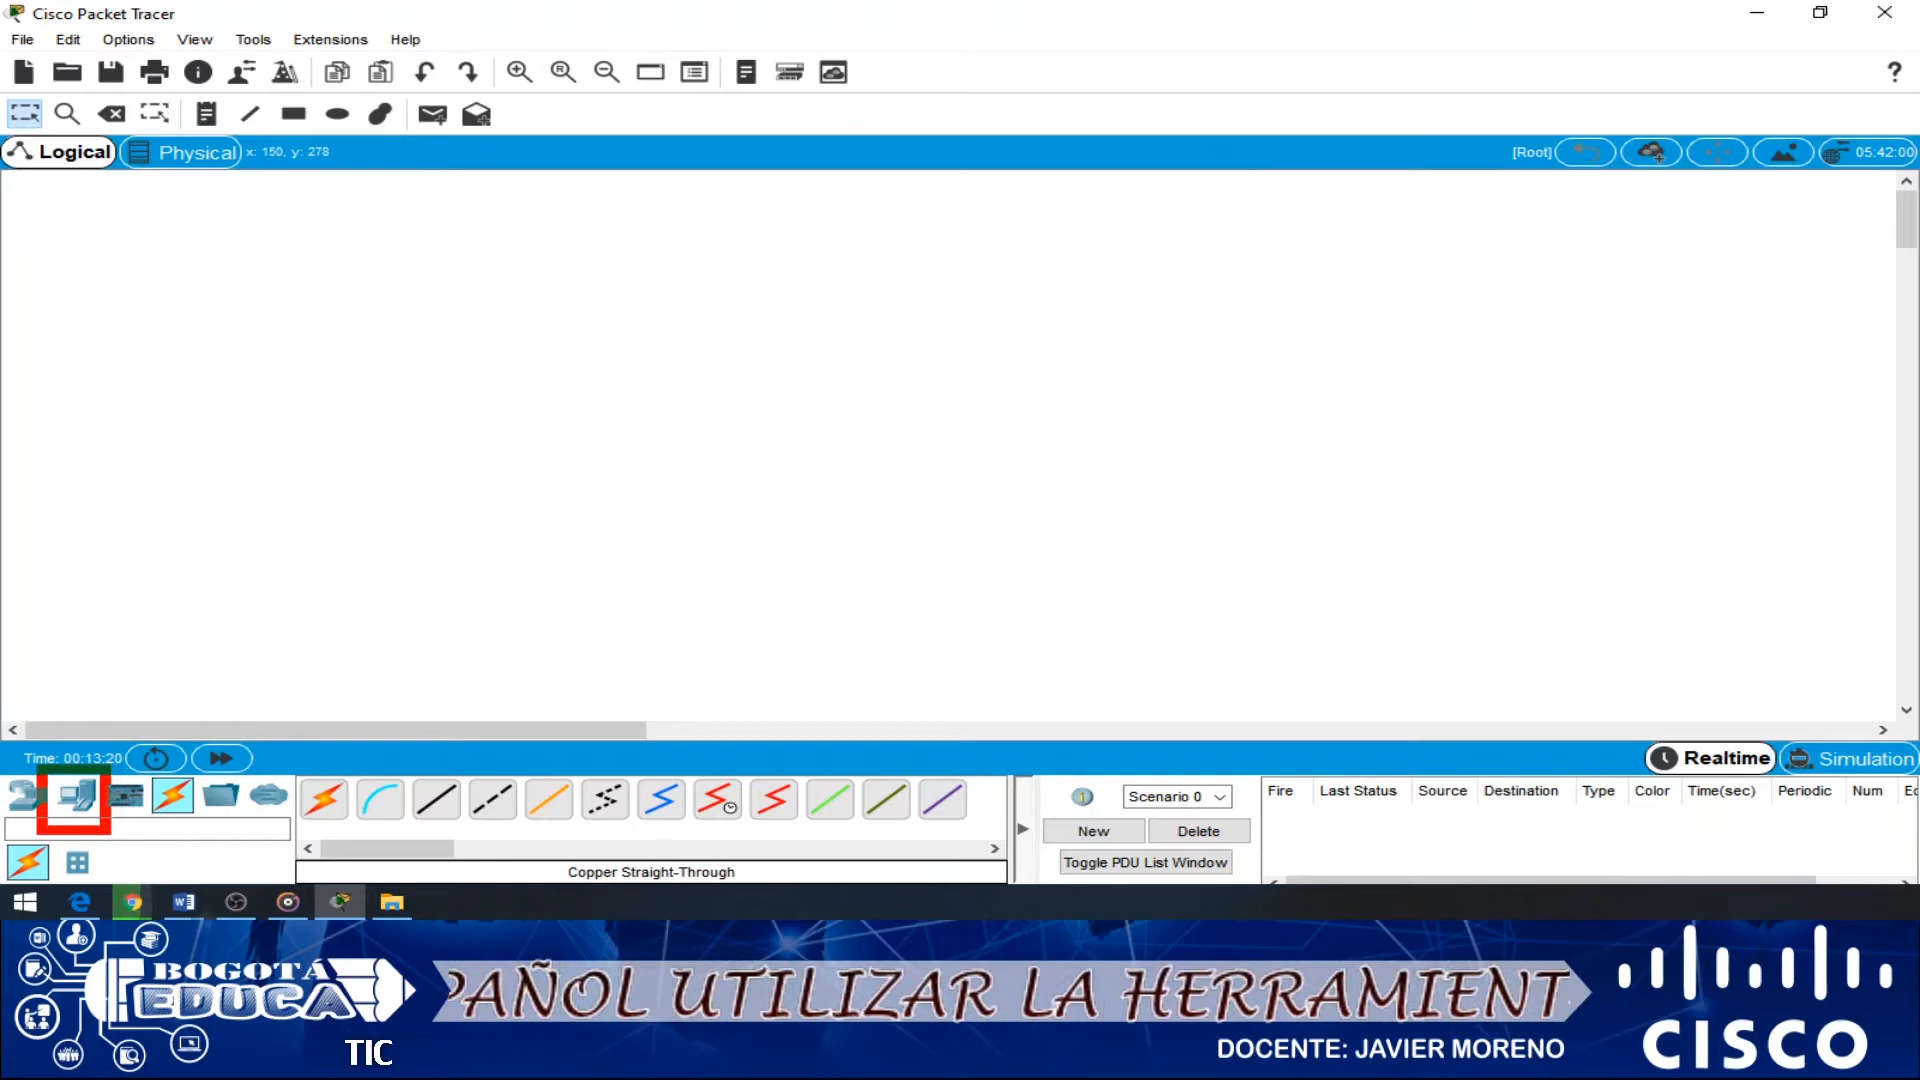 Cisco Packet Tracer
File Edit Options View Tools Extensions Help
?
Logical Physical x: 150, y: 278 [Root] 05:42:00
Time: 00:13:20 Realtime Simulation
Scenario 0 Fire Last Status Source Destination Type Color Time(sec) Periodic Num
New Delete
Toggle PDU List Window
Copper Straight-Through
BOGOTÁ
EDUCA
TIC
PAÑOL UTILIZAR LA HERRAMIENT
DOCENTE: JAVIER MORENO
CISCO